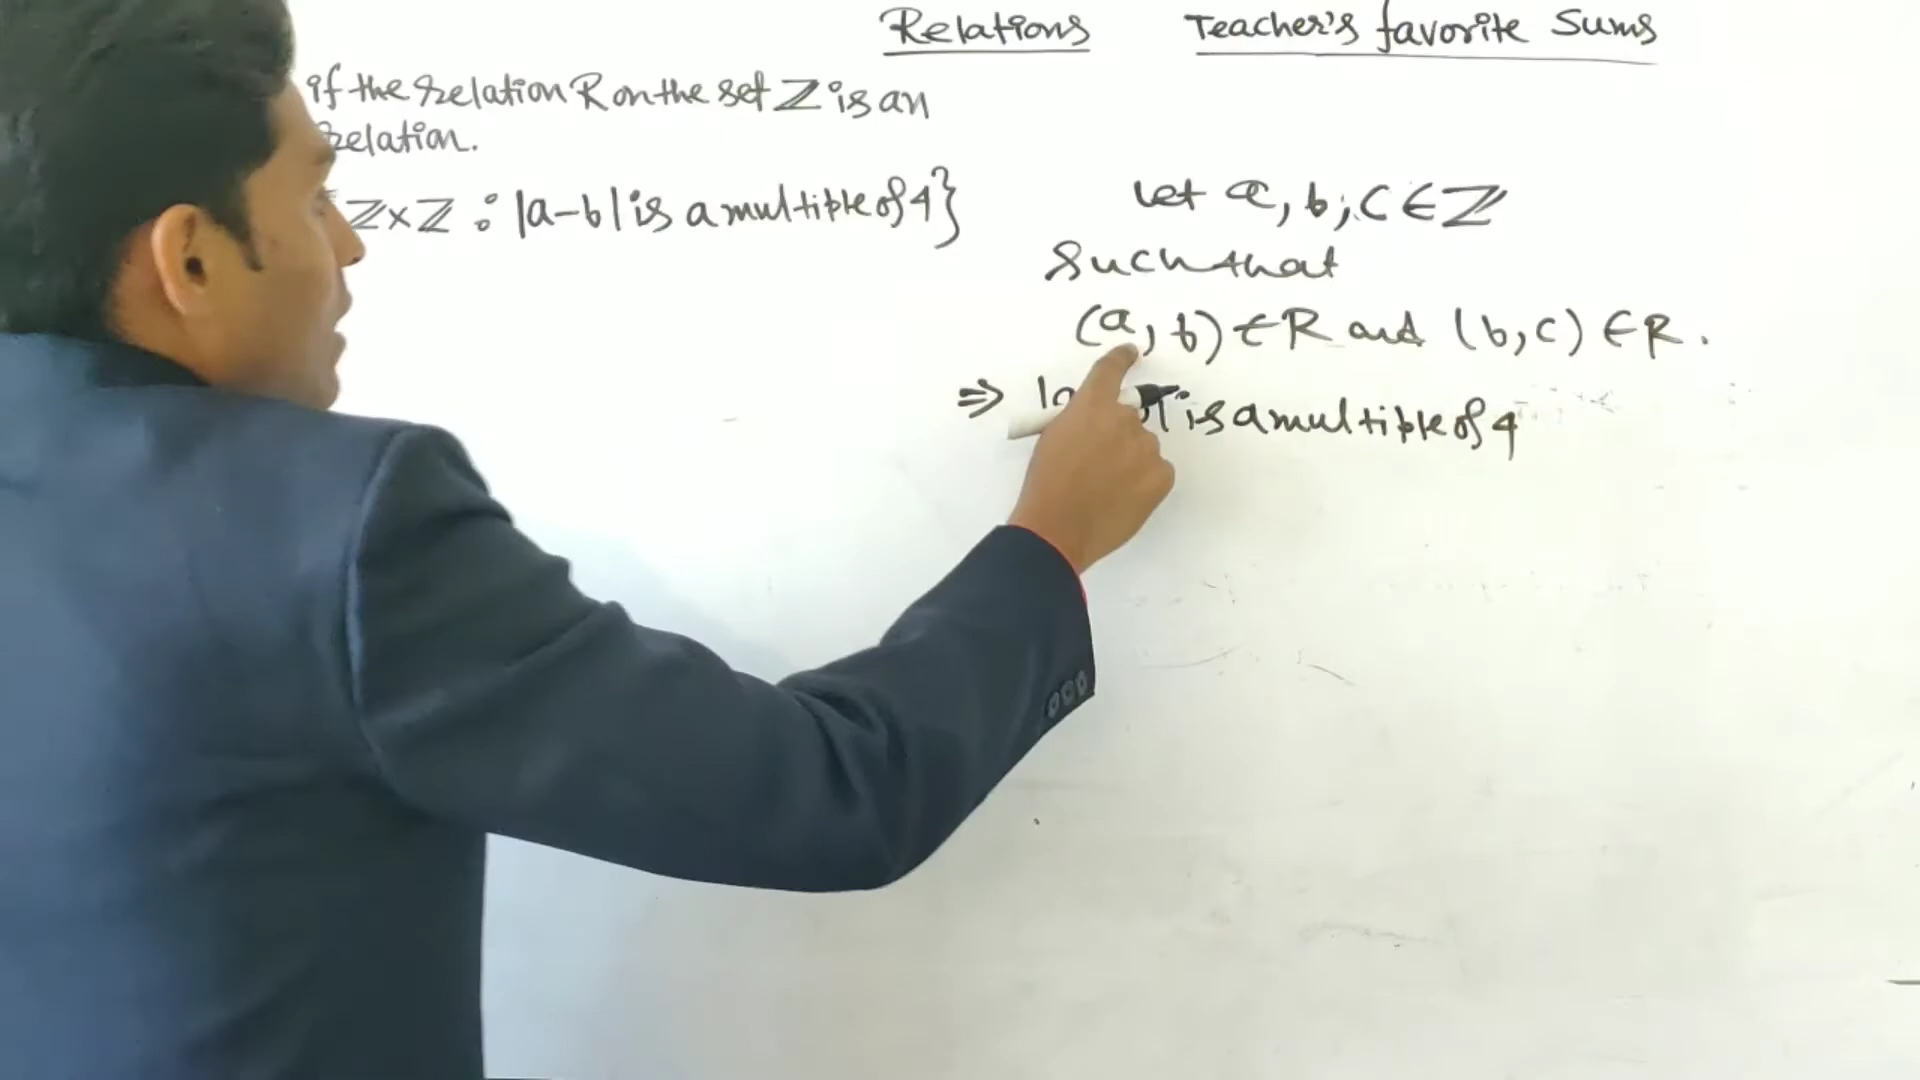 Relations Teacher's favorite Sums
if the relation R on the set ℤ is an
relation.
ℤ×ℤ : |a-b| is a multiple of 4}
Let a, b, c ∈ ℤ
Such that
(a, b) ∈ R and (b, c) ∈ R.
⇒ | is a multiple of 4